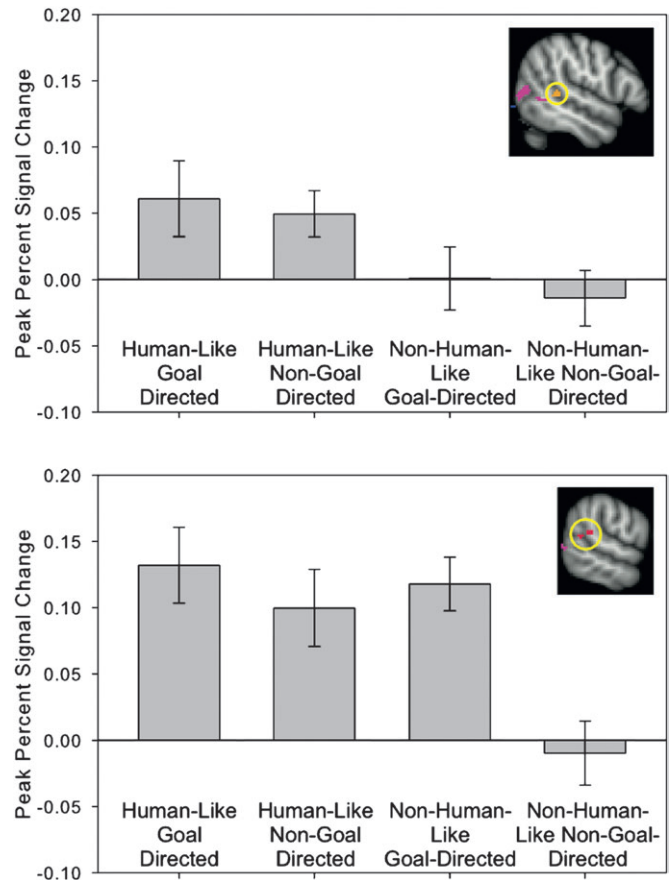 Peak Percent Signal Change
0.20
0.15
0.10
0.05
0.00
-0.05
-0.10
Human-Like
Goal
Directed
Human-Like
Non-Goal
Directed
Non-Human-
Like
Goal-Directed
Non-Human-
Like Non-Goal-
Directed
Peak Percent Signal Change
0.20
0.15
0.10
0.05
0.00
-0.05
-0.10
Human-Like
Goal
Directed
Human-Like
Non-Goal
Directed
Non-Human-
Like
Goal-Directed
Non-Human-
Like Non-Goal-
Directed